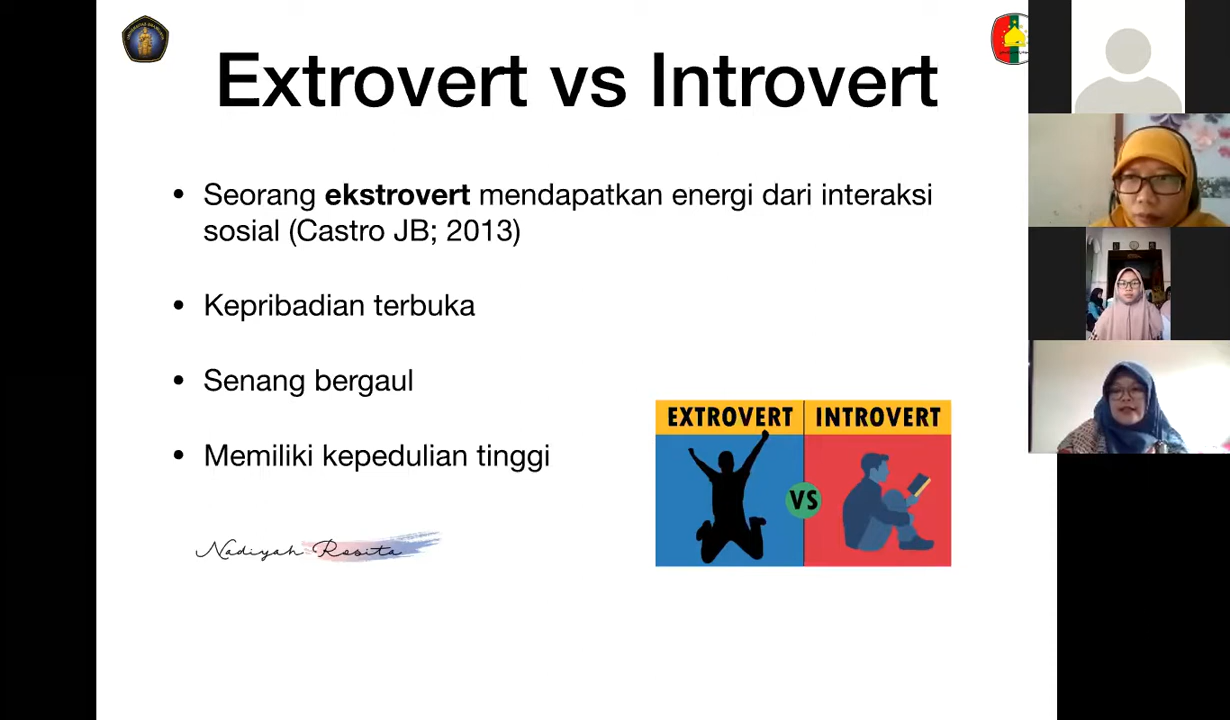 Extrovert vs Introvert
• Seorang ekstrovert mendapatkan energi dari interaksi
sosial (Castro JB; 2013)
• Kepribadian terbuka
• Senang bergaul
• Memiliki kepedulian tinggi
EXTROVERT
INTROVERT
VS
Nadiyah Rosita